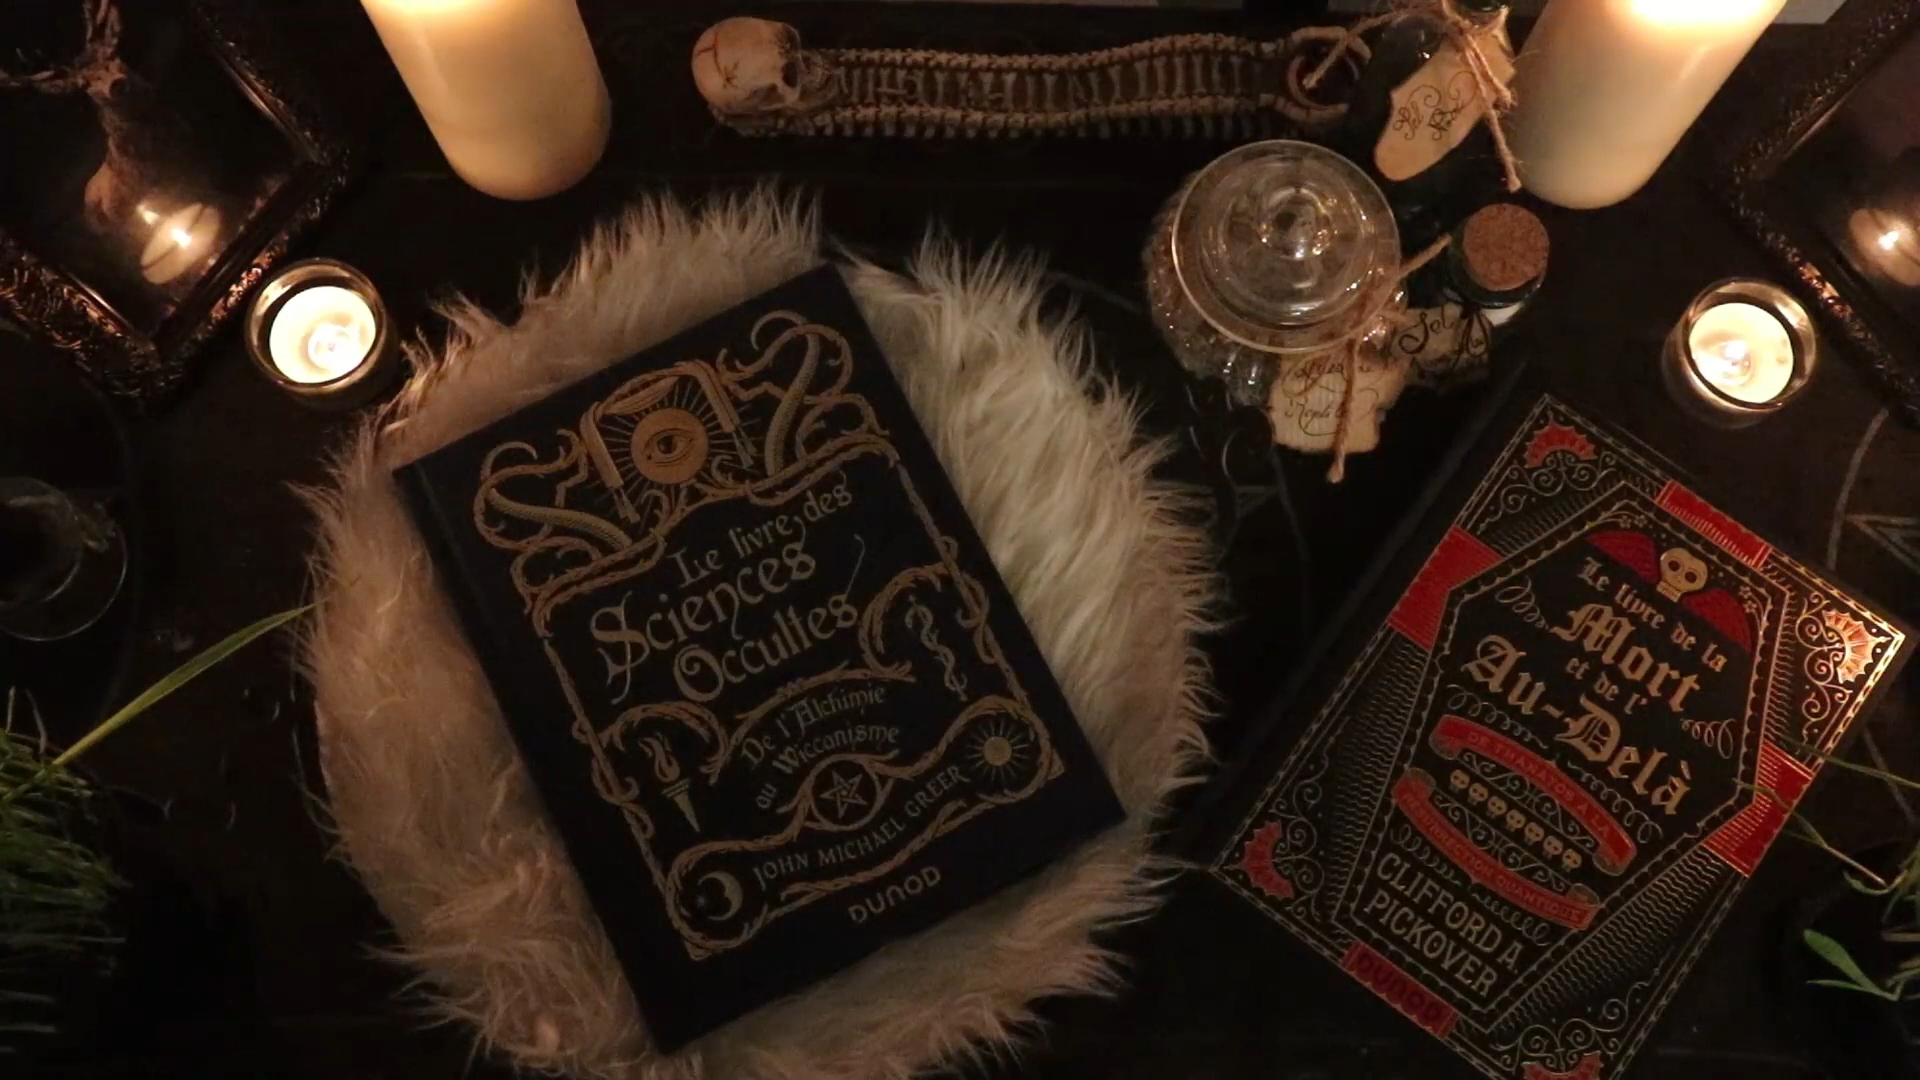 Le livre des
Sciences
Occultes
De l'Alchimie
au Wiccanisme
JOHN MICHAEL GREER
DUNOD
Le livre de la
Mort
et de l'
Au-Delà
DE THANATOS À LA
RÉSURRECTION QUANTIQUE
CLIFFORD A.
PICKOVER
DUNOD
Sel